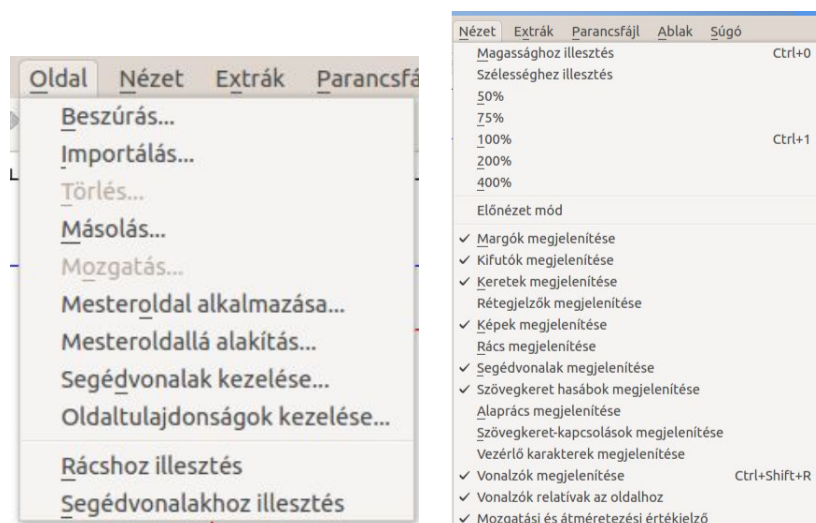 Oldal Nézet Extrák Parancsfá
Beszúrás...
Importálás...
Törlés...
Másolás...
Mozgatás...
Mesteroldal alkalmazása...
Mesteroldallá alakítás...
Segédvonalak kezelése...
Oldaltulajdonságok kezelése...
Rácshoz illesztés
Segédvonalakhoz illesztés
Nézet Extrák Parancsfájl Ablak Súgó
Magassághoz illesztés Ctrl+0
Szélességhez illesztés
50%
75%
100% Ctrl+1
200%
400%
Előnézet mód
Margók megjelenítése
Kifutók megjelenítése
Keretek megjelenítése
Rétegjelzők megjelenítése
Képek megjelenítése
Rács megjelenítése
Segédvonalak megjelenítése
Szövegkeret hasábok megjelenítése
Alaprács megjelenítése
Szövegkeret-kapcsolások megjelenítése
Vezérlő karakterek megjelenítése
Vonalzók megjelenítése Ctrl+Shift+R
Vonalzók relatívak az oldalhoz
Mozgatási és átméretezési értékjelző